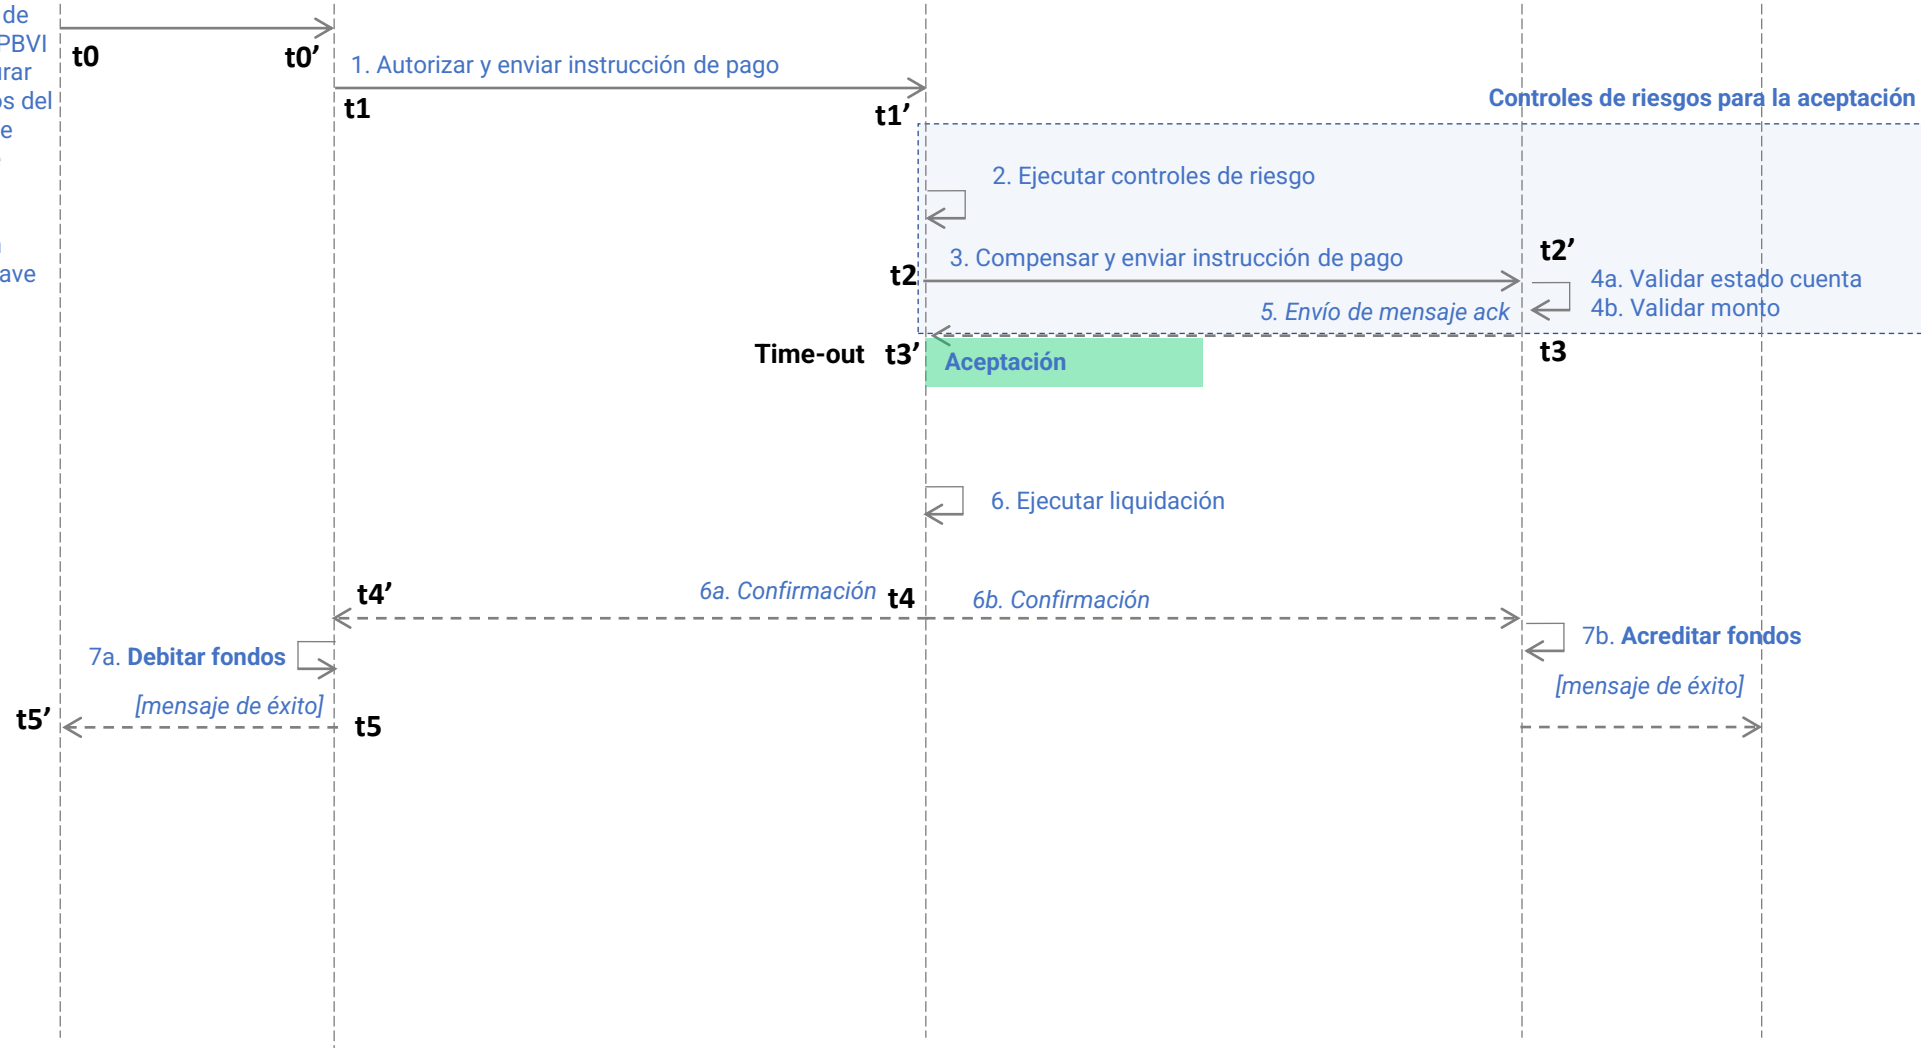 de
PBVI
t0
t0’
1. Autorizar y enviar instrucción de pago
t1
t1’
Controles de riesgos para la aceptación
os del
e
2. Ejecutar controles de riesgo
t2
3. Compensar y enviar instrucción de pago
t2’
4a. Validar estado cuenta
4b. Validar monto
5. Envío de mensaje ack
Time-out
t3’
Aceptación
t3
6. Ejecutar liquidación
t4’
6a. Confirmación
t4
6b. Confirmación
7a. Debitar fondos
7b. Acreditar fondos
[mensaje de éxito]
[mensaje de éxito]
t5’
t5